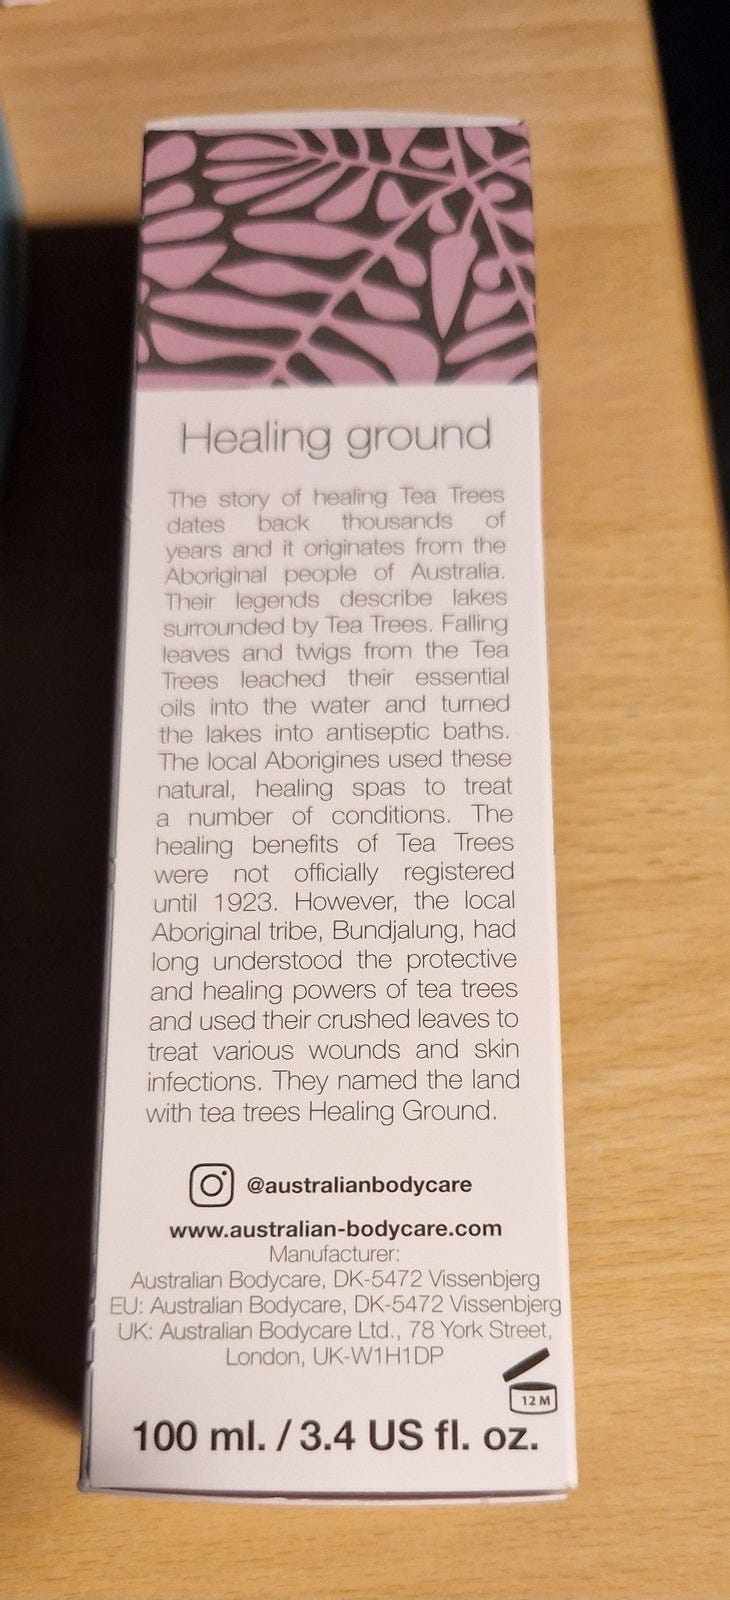 Healing ground
The story of healing Tea Trees
dates back thousands of
years and it originates from the
Aboriginal people of Australia.
Their legends describe lakes
surrounded by Tea Trees. Falling
leaves and twigs from the Tea
Trees leached their essential
oils into the water and turned
the lakes into antiseptic baths.
The local Aborigines used these
natural, healing spas to treat
a number of conditions. The
healing benefits of Tea Trees
were not officially registered
until 1923. However, the local
Aboriginal tribe, Bundjalung, had
long understood the protective
and healing powers of tea trees
and used their crushed leaves to
treat various wounds and skin
infections. They named the land
with tea trees Healing Ground.
@australianbodycare
www.australian-bodycare.com
Manufacturer:
Australian Bodycare, DK-5472 Vissenbjerg
EU: Australian Bodycare, DK-5472 Vissenbjerg
UK: Australian Bodycare Ltd., 78 York Street,
London, UK-W1H1DP
12 M
100 ml. / 3.4 US fl. oz.